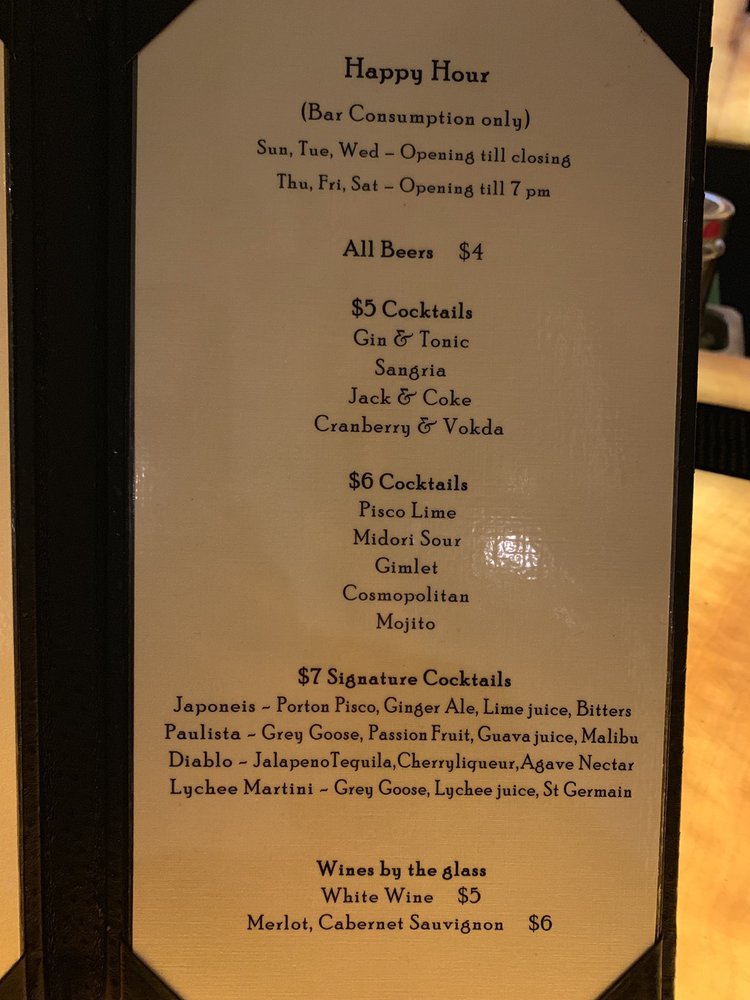 Happy Hour
(Bar Consumption only)
Sun, Tue, Wed – Opening till closing
Thu, Fri, Sat – Opening till 7 pm
All Beers $4
$5 Cocktails
Gin & Tonic
Sangria
Jack & Coke
Cranberry & Vokda
$6 Cocktails
Pisco Lime
Midori Sour
Gimlet
Cosmopolitan
Mojito
$7 Signature Cocktails
Japoneis ~ Porton Pisco, Ginger Ale, Lime juice, Bitters
Paulista ~ Grey Goose, Passion Fruit, Guava juice, Malibu
Diablo ~ JalapenoTequila,Cherryliqueur,Agave Nectar
Lychee Martini ~ Grey Goose, Lychee juice, St Germain
Wines by the glass
White Wine $5
Merlot, Cabernet Sauvignon $6